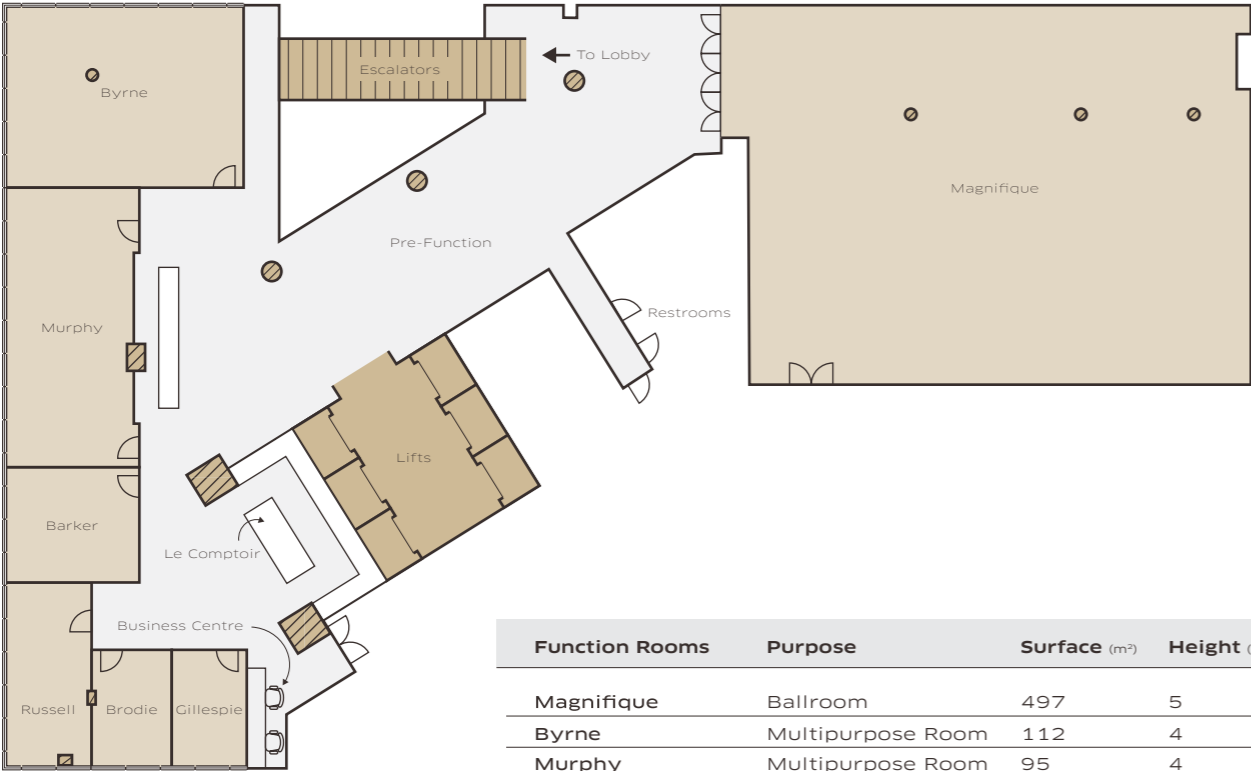 Escalators
To Lobby
Byrne
Magnifique
Pre-Function
Restrooms
Murphy
Lifts
Barker
Le Comptoir
Business Centre
Russell
Brodie
Gillespie
Function Rooms Purpose Surface (m²) Height (
Magnifique Ballroom 497 5
Byrne Multipurpose Room 112 4
Murphy Multipurpose Room 95 4